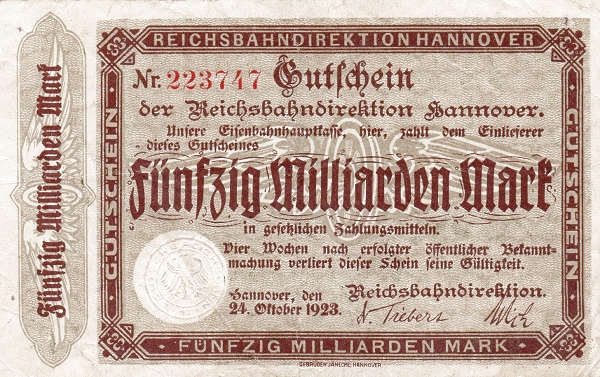 REICHSBAHNDIREKTION HANNOVER
Fünfzig Milliarden Mark
GUTSCHEIN
GUTSCHEIN
Nr. 223747 Gutschein
der Reichsbahndirektion Hannover.
Unsere Eisenbahnhauptkasse, hier, zahlt dem Einlieferer
dieses Gutscheines
Fünfzig Milliarden Mark
in gesetzlichen Zahlungsmitteln.
Vier Wochen nach erfolgter öffentlicher Bekannt-
machung verliert dieser Schein seine Gültigkeit.
Hannover, den Reichsbahndirektion.
24. Oktober 1923.
FÜNFZIG MILLIARDEN MARK
GEBRÜDER JÄNECKE, HANNOVER